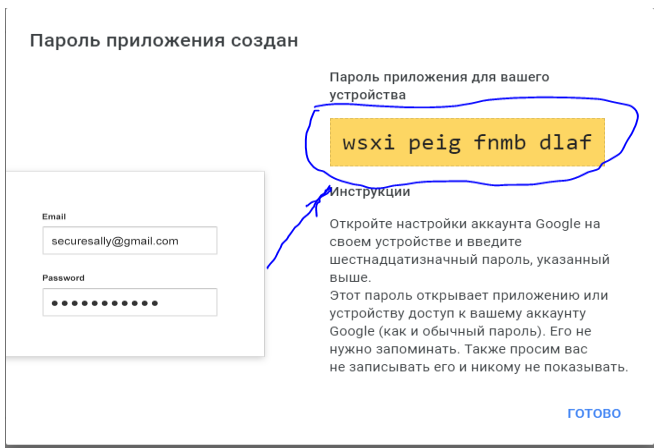 Пароль приложения создан
Пароль приложения для вашего
устройства
wsxi peig fnmb dlaf
Инструкции
Email
securesally@gmail.com
Password
Откройте настройки аккаунта Google на
своем устройстве и введите
шестнадцатизначный пароль, указанный
выше.
Этот пароль открывает приложению или
устройству доступ к вашему аккаунту
Google (как и обычный пароль). Его не
нужно запоминать. Также просим вас
не записывать его и никому не показывать.
ГОТОВО